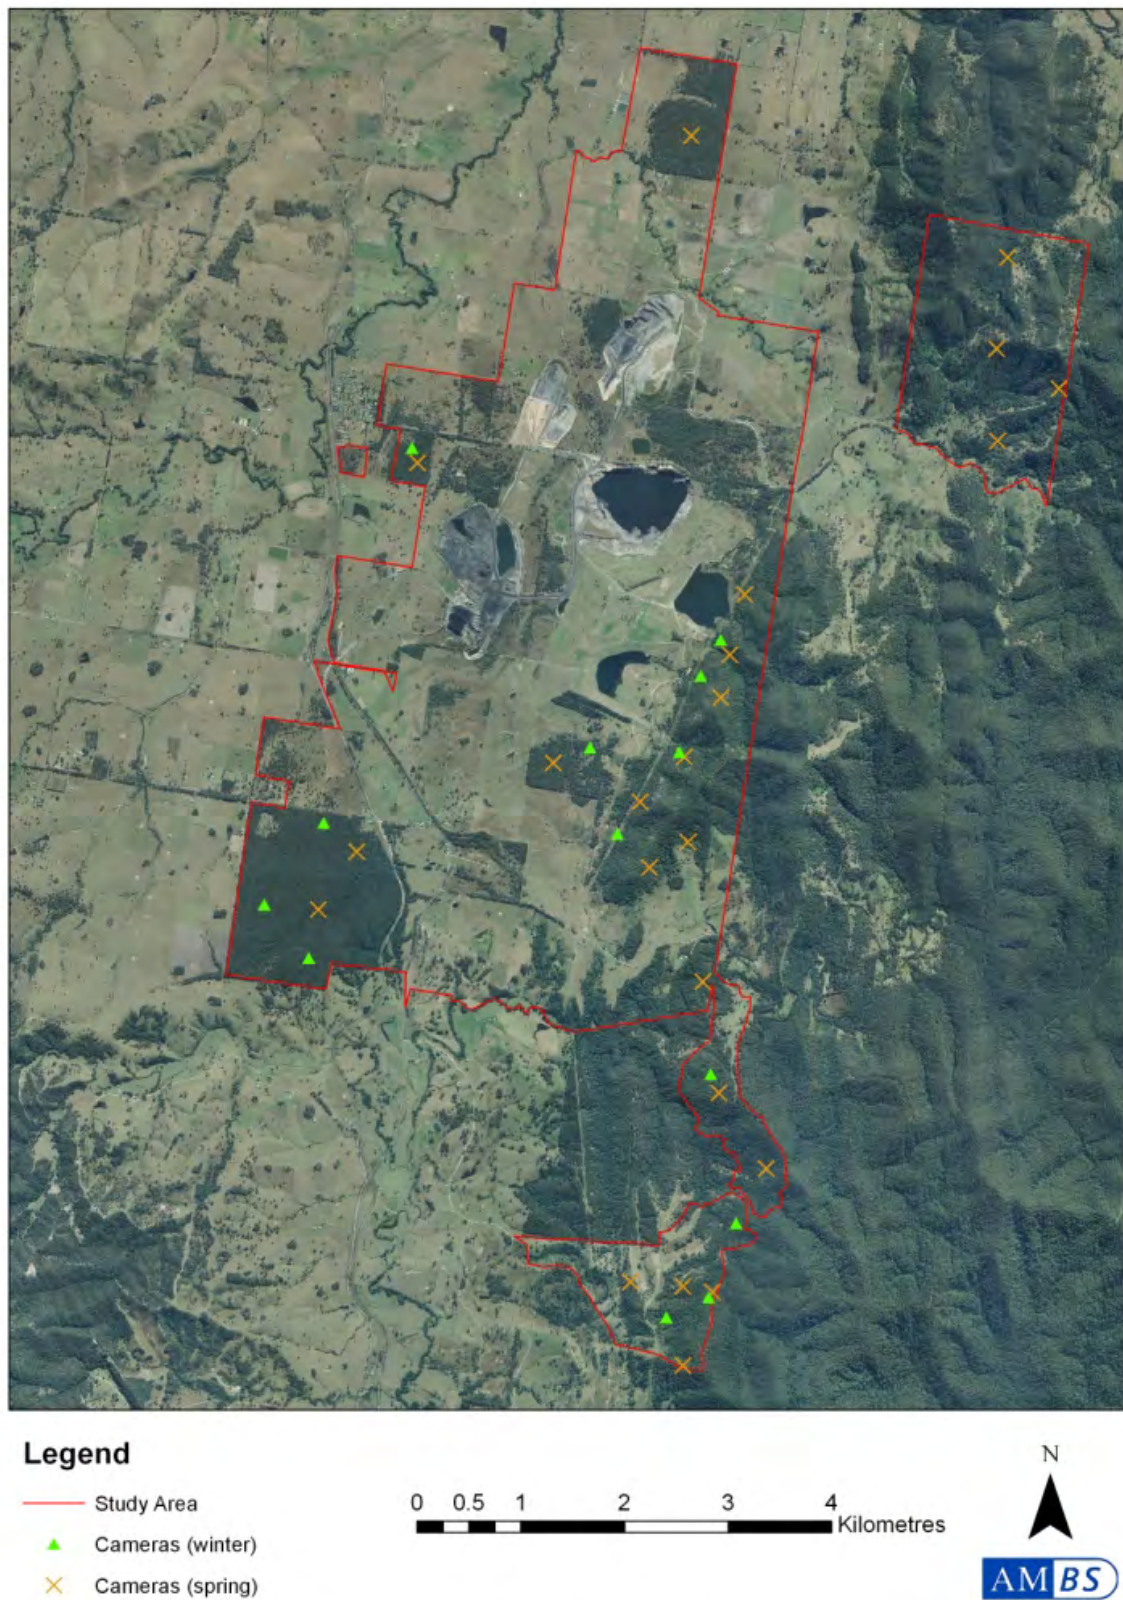 Legend
Study Area
Cameras (winter)
Cameras (spring)
0 0.5 1 2 3 4
Kilometres
N
AMBS